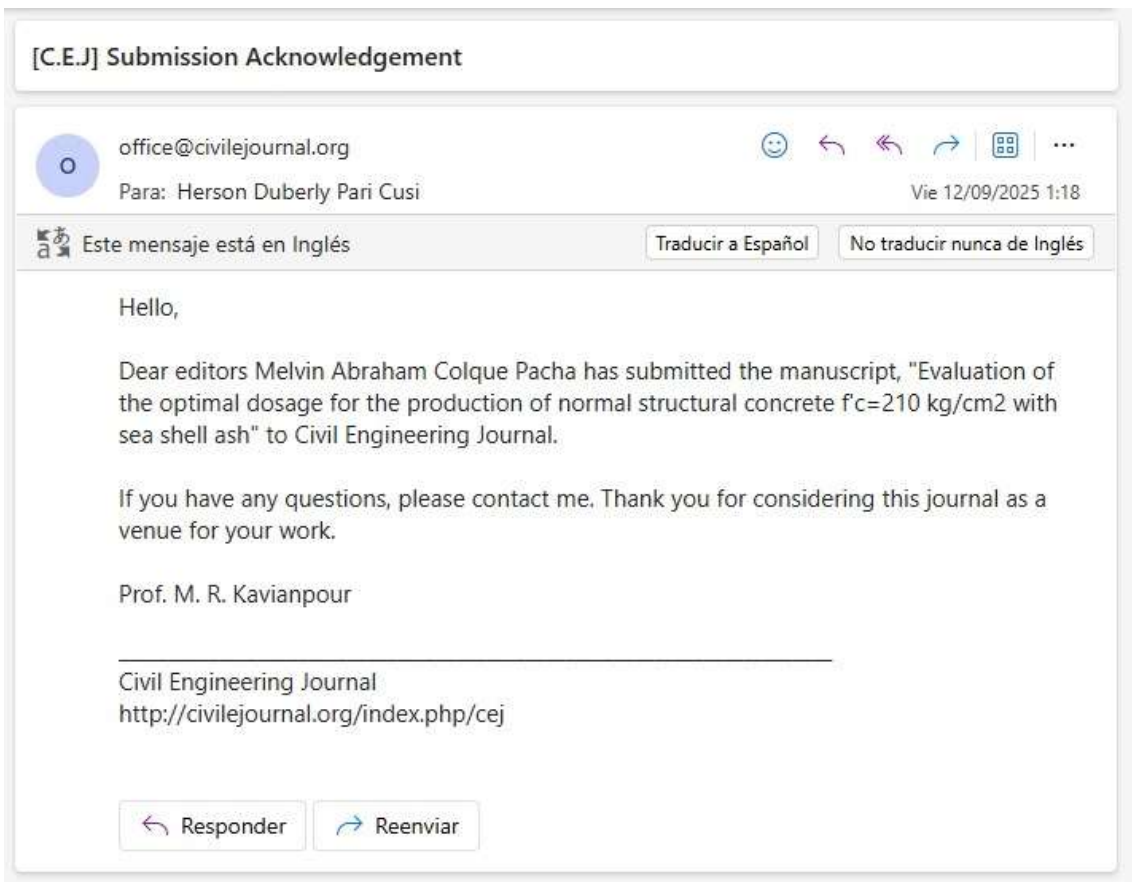 [C.E.J] Submission Acknowledgement
O
office@civilejournal.org
Para: Herson Duberly Pari Cusi
Vie 12/09/2025 1:18
Este mensaje está en Inglés
Traducir a Español
No traducir nunca de Inglés
Hello,
Dear editors Melvin Abraham Colque Pacha has submitted the manuscript, "Evaluation of
the optimal dosage for the production of normal structural concrete f'c=210 kg/cm2 with
sea shell ash" to Civil Engineering Journal.
If you have any questions, please contact me. Thank you for considering this journal as a
venue for your work.
Prof. M. R. Kavianpour
Civil Engineering Journal
http://civilejournal.org/index.php/cej
Responder
Reenviar